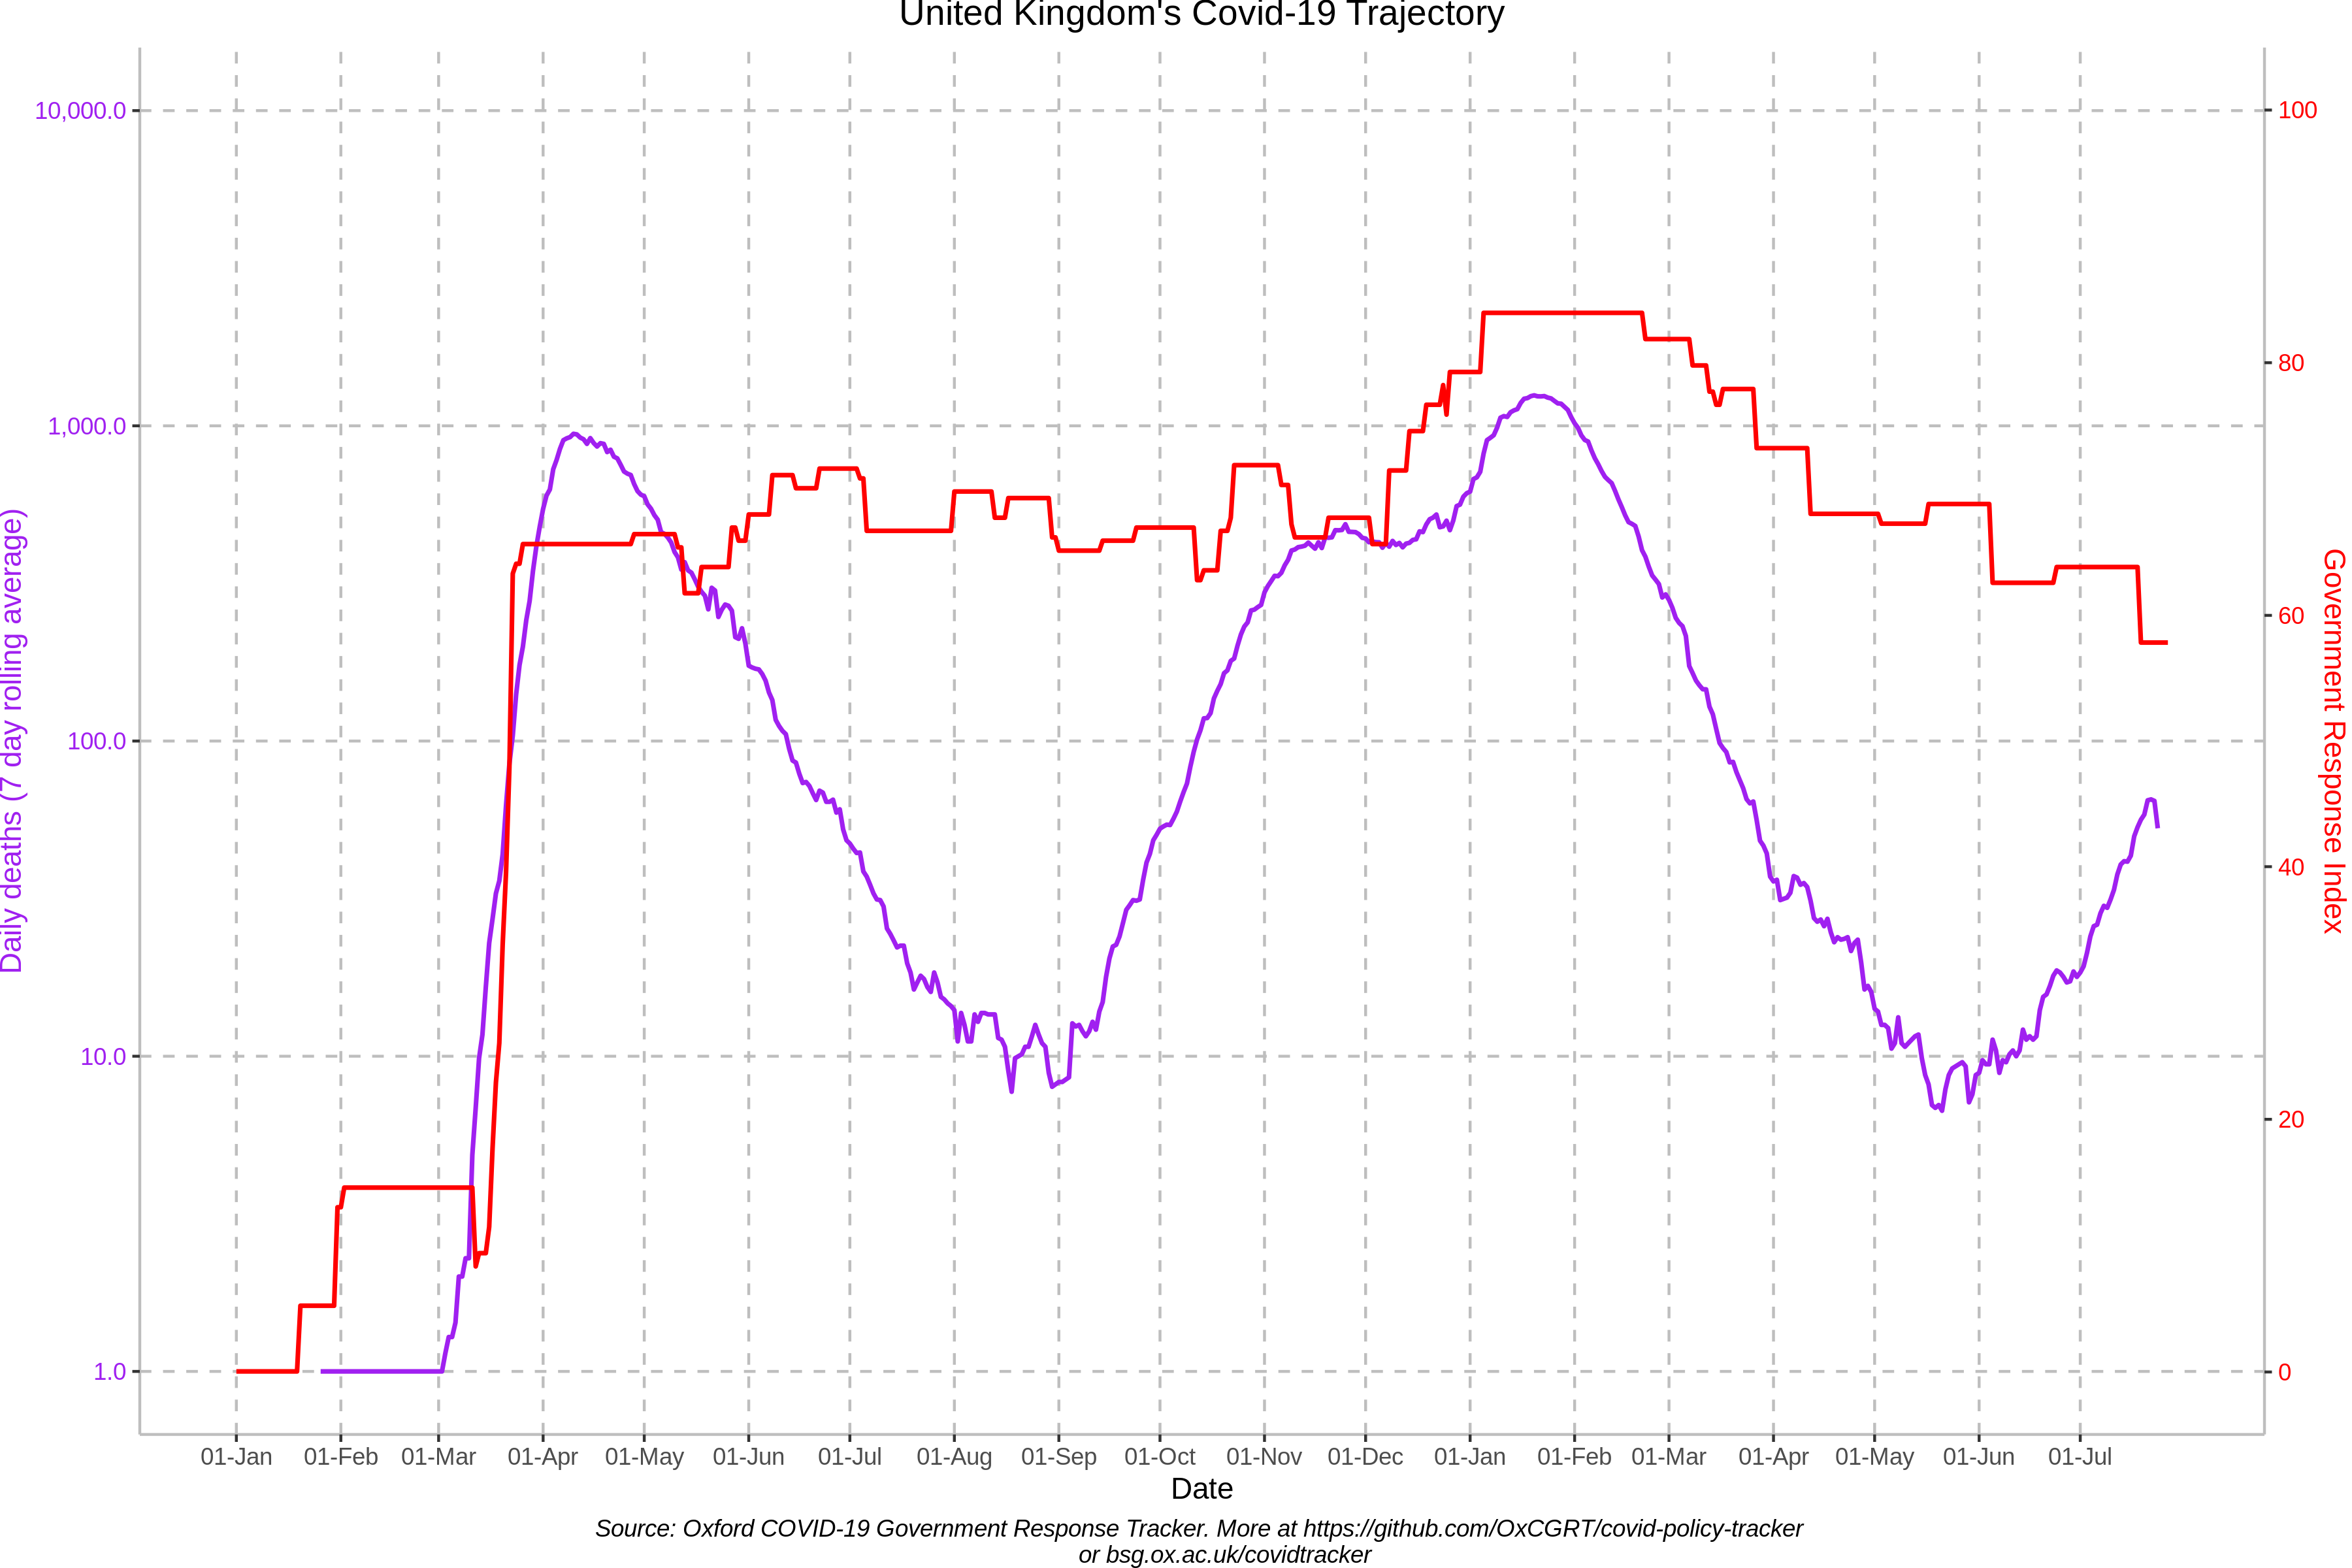 United Kingdom's Covid-19 Trajectory
10,000.0
1,000.0
100.0
10.0
1.0
Daily deaths (7 day rolling average)
100
80
60
40
20
0
Government Response Index
01-Jan 01-Feb 01-Mar 01-Apr 01-May 01-Jun 01-Jul 01-Aug 01-Sep 01-Oct 01-Nov 01-Dec 01-Jan 01-Feb 01-Mar 01-Apr 01-May 01-Jun 01-Jul
Date
Source: Oxford COVID-19 Government Response Tracker. More at https://github.com/OxCGRT/covid-policy-tracker
or bsg.ox.ac.uk/covidtracker